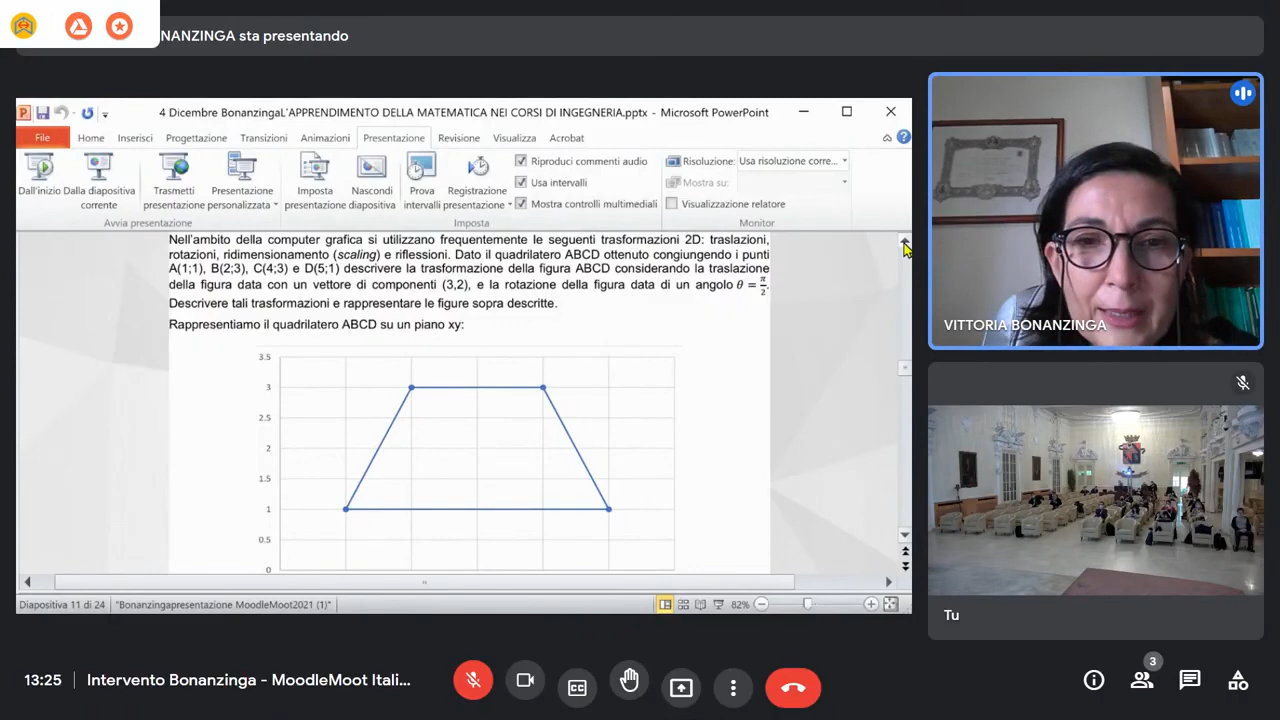 NANZINGA sta presentando
4 Dicembre BonanzingaL'APPRENDIMENTO DELLA MATEMATICA NEI CORSI DI INGEGNERIA.pptx - Microsoft PowerPoint
File Home Inserisci Progettazione Transizioni Animazioni Presentazione Revisione Visualizza Acrobat
Dall'inizio
Dalla diapositiva corrente
Trasmetti presentazione
Presentazione personalizzata
Avvia presentazione
Imposta presentazione
Nascondi diapositiva
Prova intervalli
Registrazione presentazione
Riproduci commenti audio
Usa intervalli
Mostra controlli multimediali
Imposta
Risoluzione: Usa risoluzione corre...
Mostra su:
Visualizzazione relatore
Monitor
Nell'ambito della computer grafica si utilizzano frequentemente le seguenti trasformazioni 2D: traslazioni,
rotazioni, ridimensionamento (scaling) e riflessioni. Dato il quadrilatero ABCD ottenuto congiungendo i punti
A(1;1), B(2;3), C(4;3) e D(5;1) descrivere la trasformazione della figura ABCD considerando la traslazione
della figura data con un vettore di componenti (3,2), e la rotazione della figura data di un angolo θ = π/2.
Descrivere tali trasformazioni e rappresentare le figure sopra descritte.
Rappresentiamo il quadrilatero ABCD su un piano xy:
3.5
3
2.5
2
1.5
1
0.5
0
Diapositiva 11 di 24 "Bonanzingapresentazione MoodleMoot2021 (1)" 82%
VITTORIA BONANZINGA
Tu
13:25 Intervento Bonanzinga - MoodleMoot Itali...
CC
3